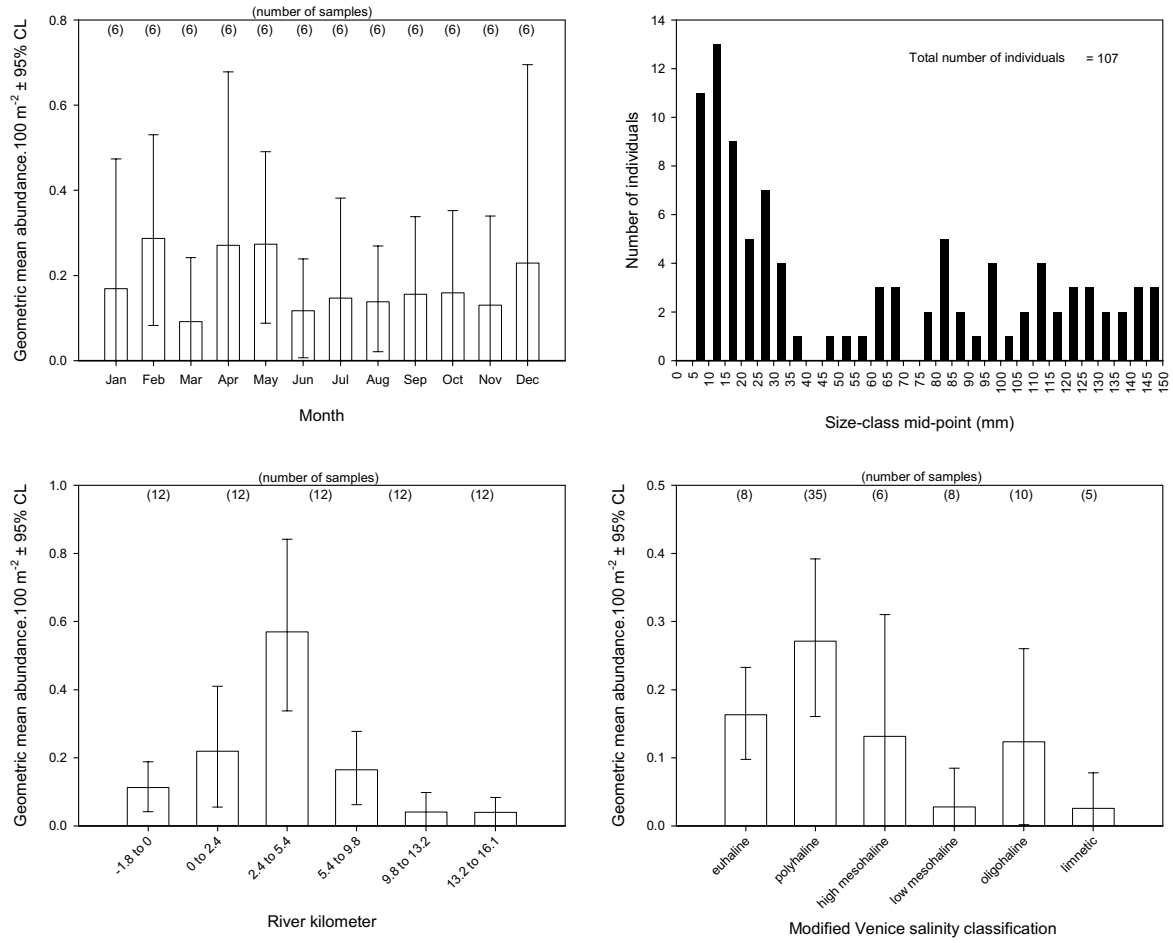 (number of samples)
(6) (6) (6) (6) (6) (6) (6) (6) (6) (6) (6) (6)
0.8
0.6
0.4
0.2
0.0
Geometric mean abundance.100 m⁻² ± 95% CL
Jan Feb Mar Apr May Jun Jul Aug Sep Oct Nov Dec
Month
Total number of individuals = 107
14
12
10
8
6
4
2
0
Number of individuals
0 5 10 15 20 25 30 35 40 45 50 55 60 65 70 75 80 85 90 95 100 105 110 115 120 125 130 135 140 145 150
Size-class mid-point (mm)
(number of samples)
(12) (12) (12) (12) (12)
1.0
0.8
0.6
0.4
0.2
0.0
Geometric mean abundance.100 m⁻² ± 95% CL
-1.8 to 0 0 to 2.4 2.4 to 5.4 5.4 to 9.8 9.8 to 13.2 13.2 to 16.1
River kilometer
(number of samples)
(8) (35) (6) (8) (10) (5)
0.5
0.4
0.3
0.2
0.1
0.0
Geometric mean abundance.100 m⁻² ± 95% CL
euhaline polyhaline high mesohaline low mesohaline oligohaline limnetic
Modified Venice salinity classification